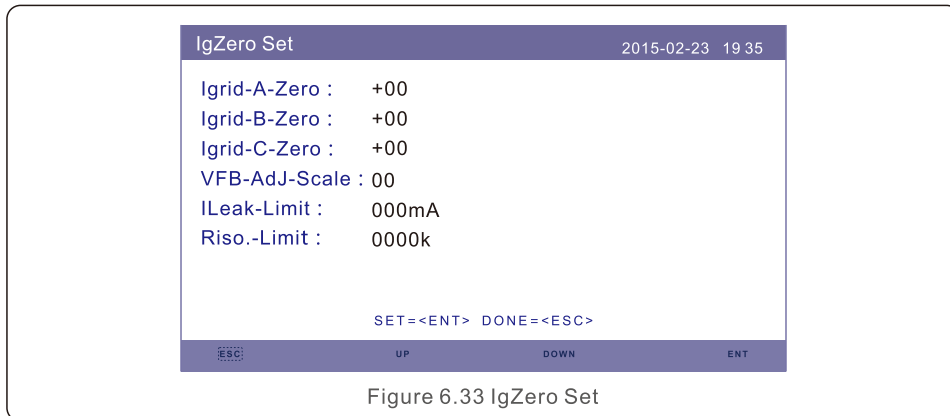 IgZero Set 2015-02-23 19 35
Igrid-A-Zero : +00
Igrid-B-Zero : +00
Igrid-C-Zero : +00
VFB-AdJ-Scale : 00
ILeak-Limit : 000mA
Riso.-Limit : 0000k
SET=<ENT> DONE=<ESC>
ESC UP DOWN ENT
Figure 6.33 IgZero Set